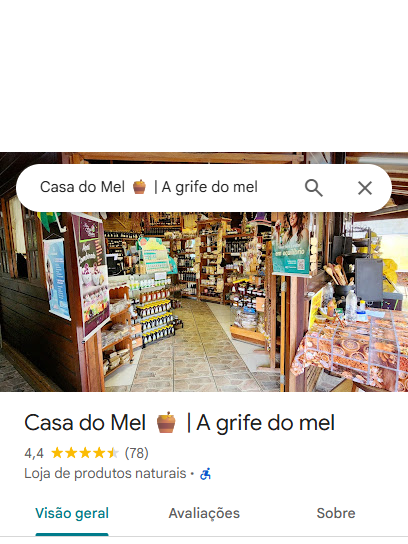 Casa do Mel 🍯 | A grife do mel
Casa do Mel 🍯 | A grife do mel
4,4 (78)
Loja de produtos naturais ·
Visão geral
Avaliações
Sobre